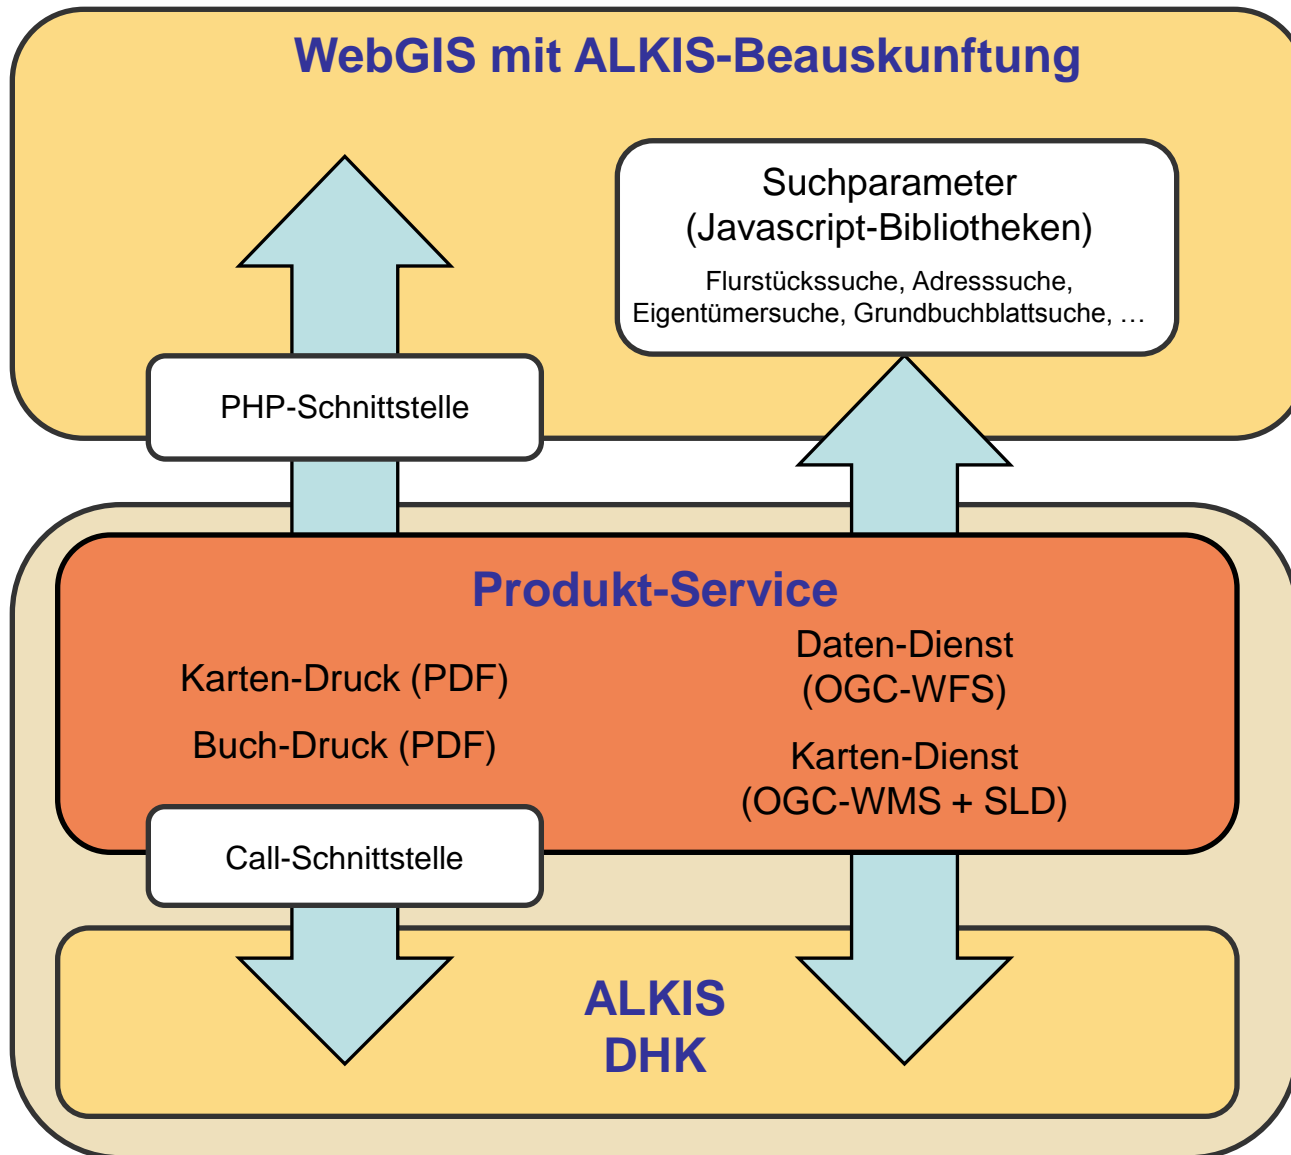 WebGIS mit ALKIS-Beauskunftung
Suchparameter
(Javascript-Bibliotheken)
Flurstückssuche, Adresssuche,
Eigentümersuche, Grundbuchblattsuche, …
PHP-Schnittstelle
Produkt-Service
Karten-Druck (PDF)
Buch-Druck (PDF)
Daten-Dienst
(OGC-WFS)
Karten-Dienst
(OGC-WMS + SLD)
Call-Schnittstelle
ALKIS
DHK